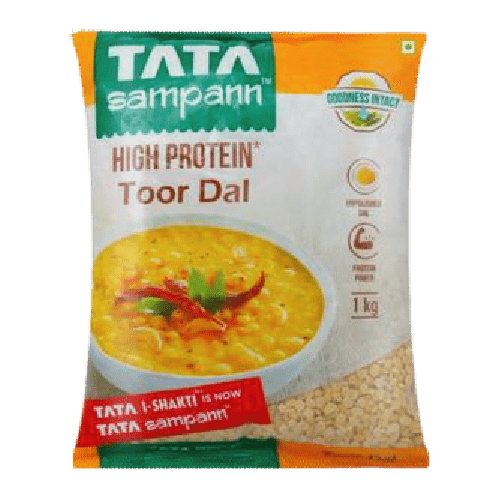 TATA
sampann™
GOODNESS INTACT
HIGH PROTEIN*
Toor Dal
UNPOLISHED
DAL
PROTEIN
POWER
1 kg
TATA I-SHAKTI™ IS NOW
TATA sampann™